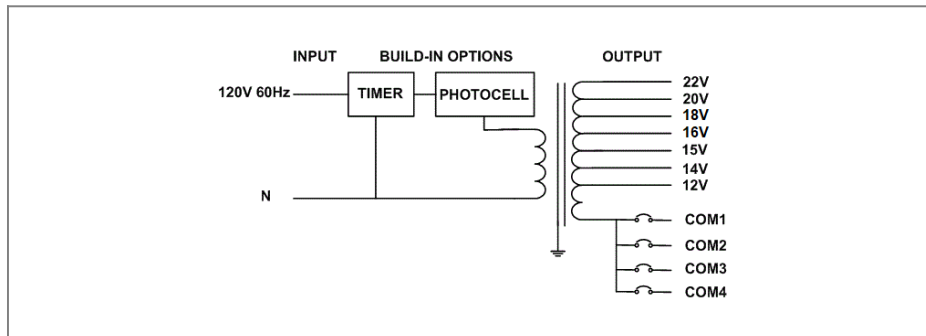 INPUT
BUILD-IN OPTIONS
OUTPUT
120V 60Hz
TIMER
PHOTOCELL
22V
20V
18V
16V
15V
14V
12V
N
COM1
COM2
COM3
COM4